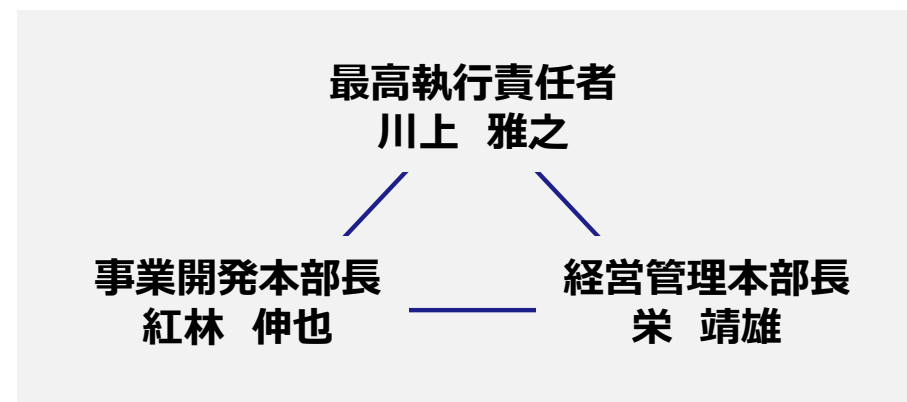 最高執行責任者
川上 雅之
事業開発本部長
紅林 伸也
経営管理本部長
栄 靖雄